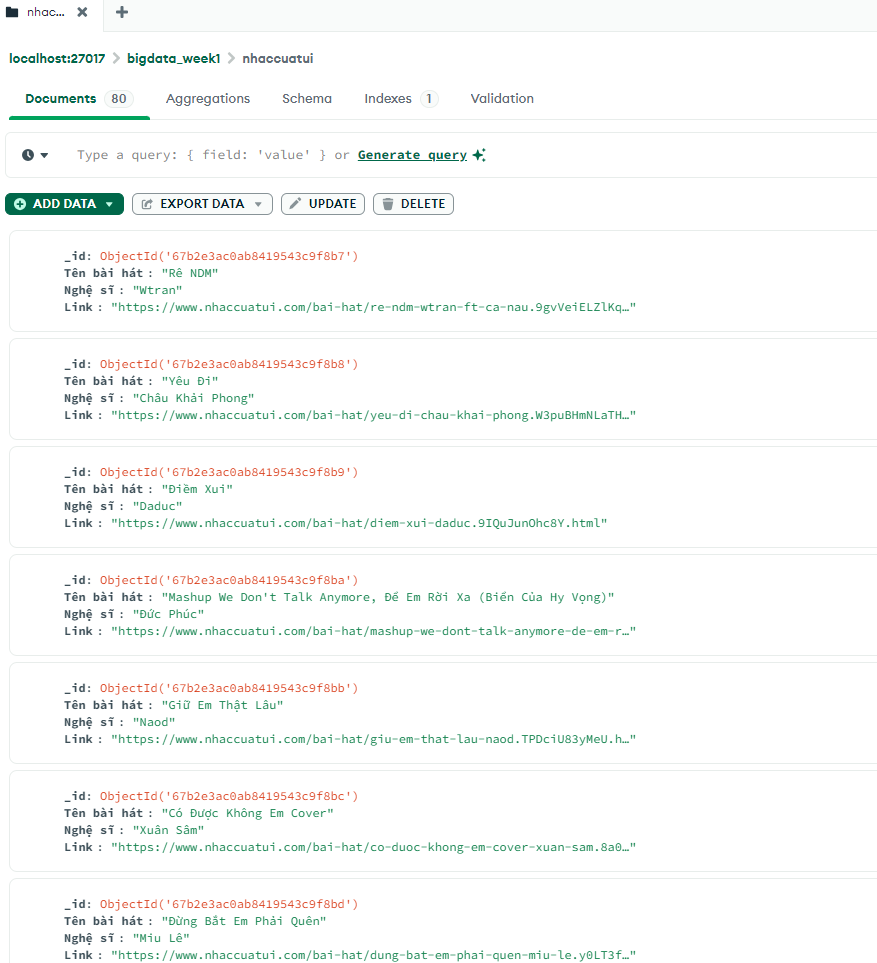 nhac...
localhost:27017 > bigdata_week1 > nhaccuatui
Documents 80 Aggregations Schema Indexes 1 Validation
Type a query: { field: 'value' } or Generate query
ADD DATA EXPORT DATA UPDATE DELETE
_id: ObjectId('67b2e3ac0ab8419543c9f8b7')
Tên bài hát : "Rê NDM"
Nghệ sĩ : "Wtran"
Link : "https://www.nhaccuatui.com/bai-hat/re-ndm-wtran-ft-ca-nau.9gvVeiELZlKq…"
_id: ObjectId('67b2e3ac0ab8419543c9f8b8')
Tên bài hát : "Yêu Đi"
Nghệ sĩ : "Châu Khải Phong"
Link : "https://www.nhaccuatui.com/bai-hat/yeu-di-chau-khai-phong.W3puBHmNLaTH…"
_id: ObjectId('67b2e3ac0ab8419543c9f8b9')
Tên bài hát : "Điềm Xui"
Nghệ sĩ : "Daduc"
Link : "https://www.nhaccuatui.com/bai-hat/diem-xui-daduc.9IQuJunOhc8Y.html"
_id: ObjectId('67b2e3ac0ab8419543c9f8ba')
Tên bài hát : "Mashup We Don't Talk Anymore, Để Em Rời Xa (Biển Của Hy Vọng)"
Nghệ sĩ : "Đức Phúc"
Link : "https://www.nhaccuatui.com/bai-hat/mashup-we-dont-talk-anymore-de-em-r…"
_id: ObjectId('67b2e3ac0ab8419543c9f8bb')
Tên bài hát : "Giữ Em Thật Lâu"
Nghệ sĩ : "Naod"
Link : "https://www.nhaccuatui.com/bai-hat/giu-em-that-lau-naod.TPDciU83yMeU.h…"
_id: ObjectId('67b2e3ac0ab8419543c9f8bc')
Tên bài hát : "Có Được Không Em Cover"
Nghệ sĩ : "Xuân Sâm"
Link : "https://www.nhaccuatui.com/bai-hat/co-duoc-khong-em-cover-xuan-sam.8a0…"
_id: ObjectId('67b2e3ac0ab8419543c9f8bd')
Tên bài hát : "Đừng Bắt Em Phải Quên"
Nghệ sĩ : "Miu Lê"
Link : "https://www.nhaccuatui.com/bai-hat/dung-bat-em-phai-quen-miu-le.y0LT3f…"